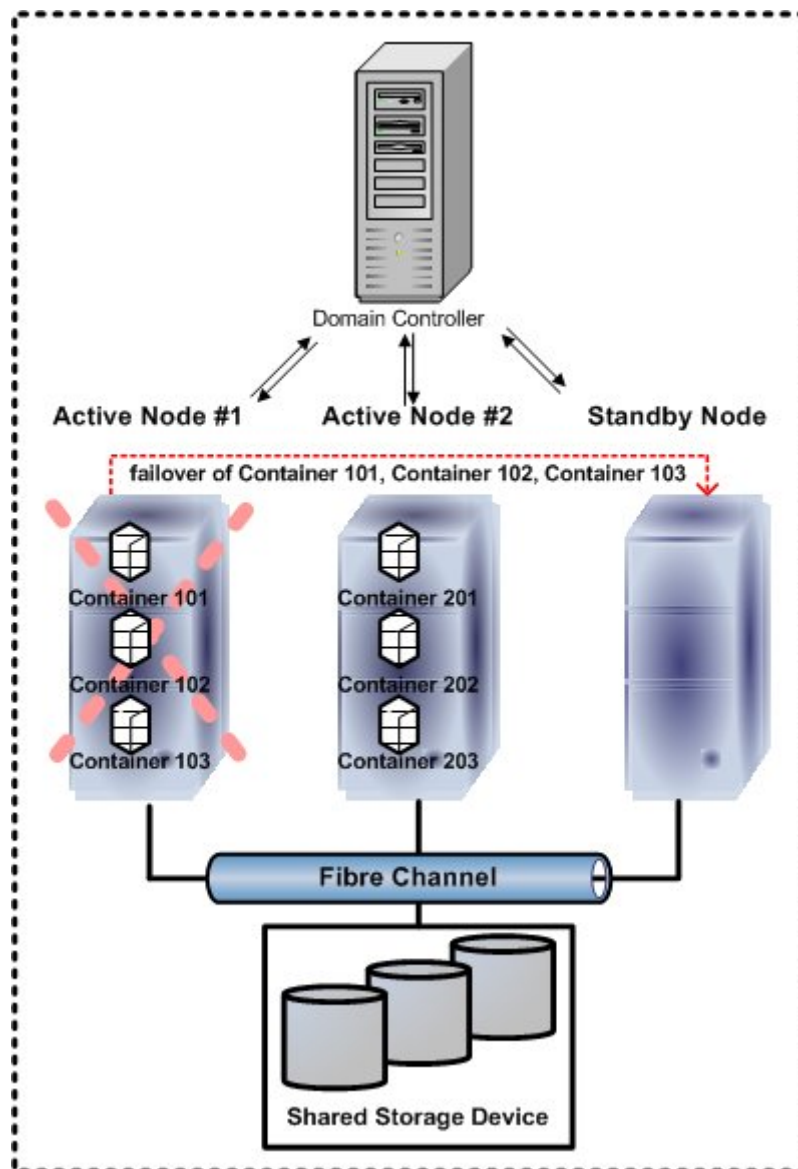 Domain Controller
Active Node #1
Active Node #2
Standby Node
failover of Container 101, Container 102, Container 103
Container 101
Container 201
Container 102
Container 202
Container 103
Container 203
Fibre Channel
Shared Storage Device